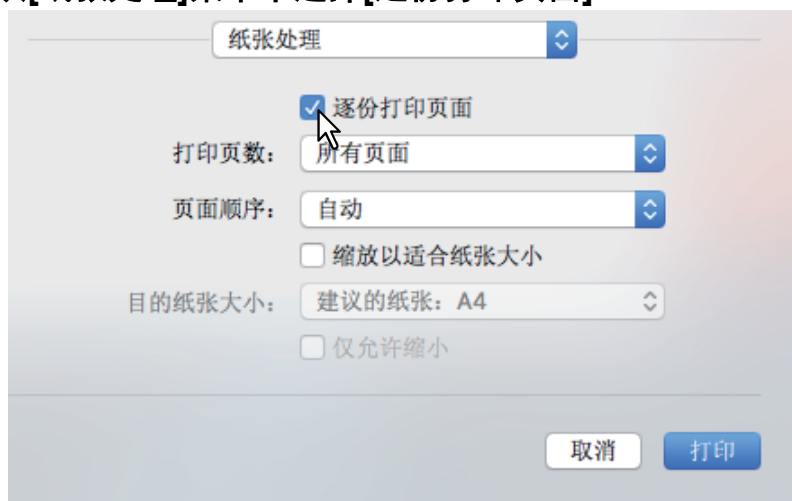 纸张处理
逐份打印页面
打印页数： 所有页面
页面顺序： 自动
缩放以适合纸张大小
目的纸张大小： 建议的纸张：A4
仅允许缩小
取消 打印